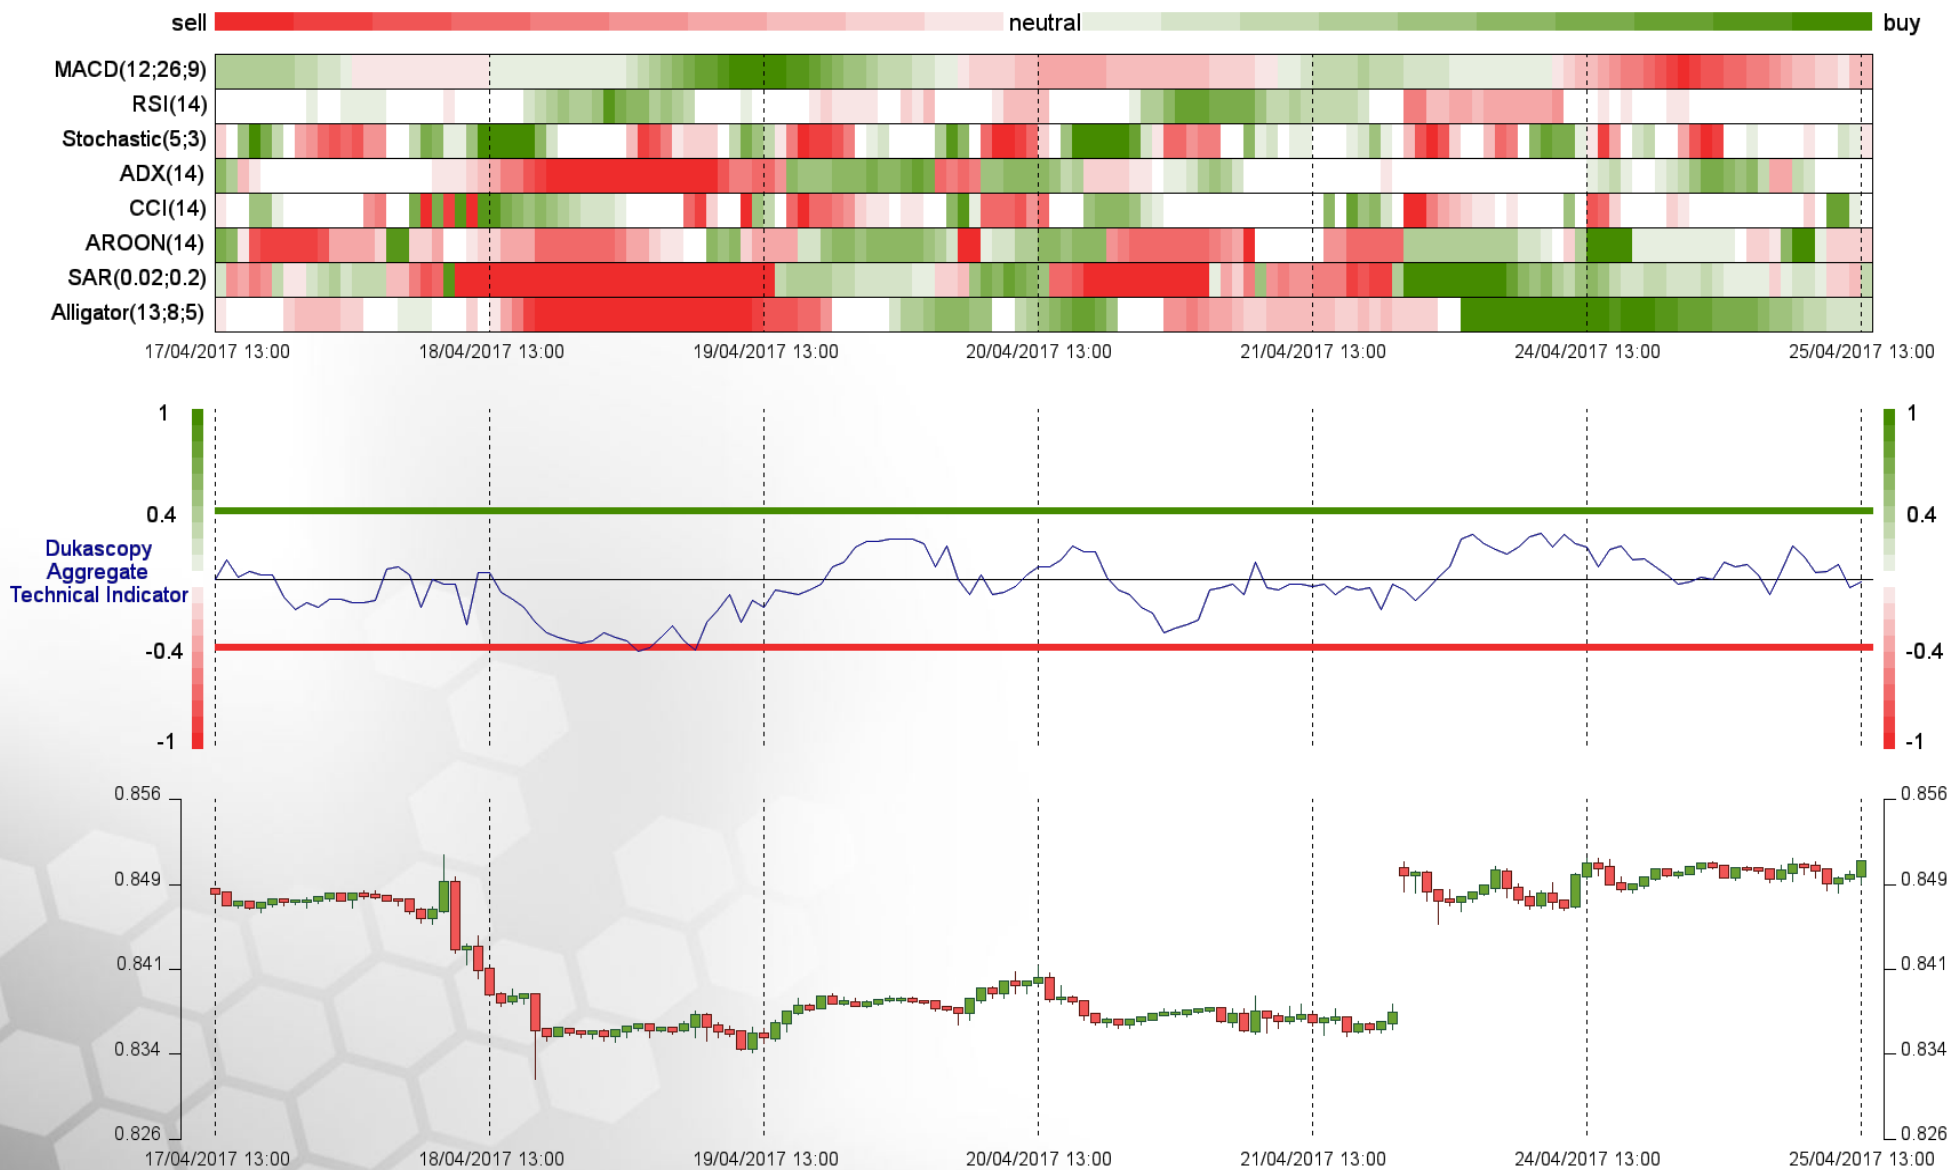 sell neutral buy
MACD(12;26;9)
RSI(14)
Stochastic(5;3)
ADX(14)
CCI(14)
AROON(14)
SAR(0.02;0.2)
Alligator(13;8;5)
17/04/2017 13:00 18/04/2017 13:00 19/04/2017 13:00 20/04/2017 13:00 21/04/2017 13:00 24/04/2017 13:00 25/04/2017 13:00
1 1
0.4 0.4
Dukascopy
Aggregate
Technical Indicator
-0.4 -0.4
-1 -1
0.856 0.856
0.849 0.849
0.841 0.841
0.834 0.834
0.826 0.826
17/04/2017 13:00 18/04/2017 13:00 19/04/2017 13:00 20/04/2017 13:00 21/04/2017 13:00 24/04/2017 13:00 25/04/2017 13:00